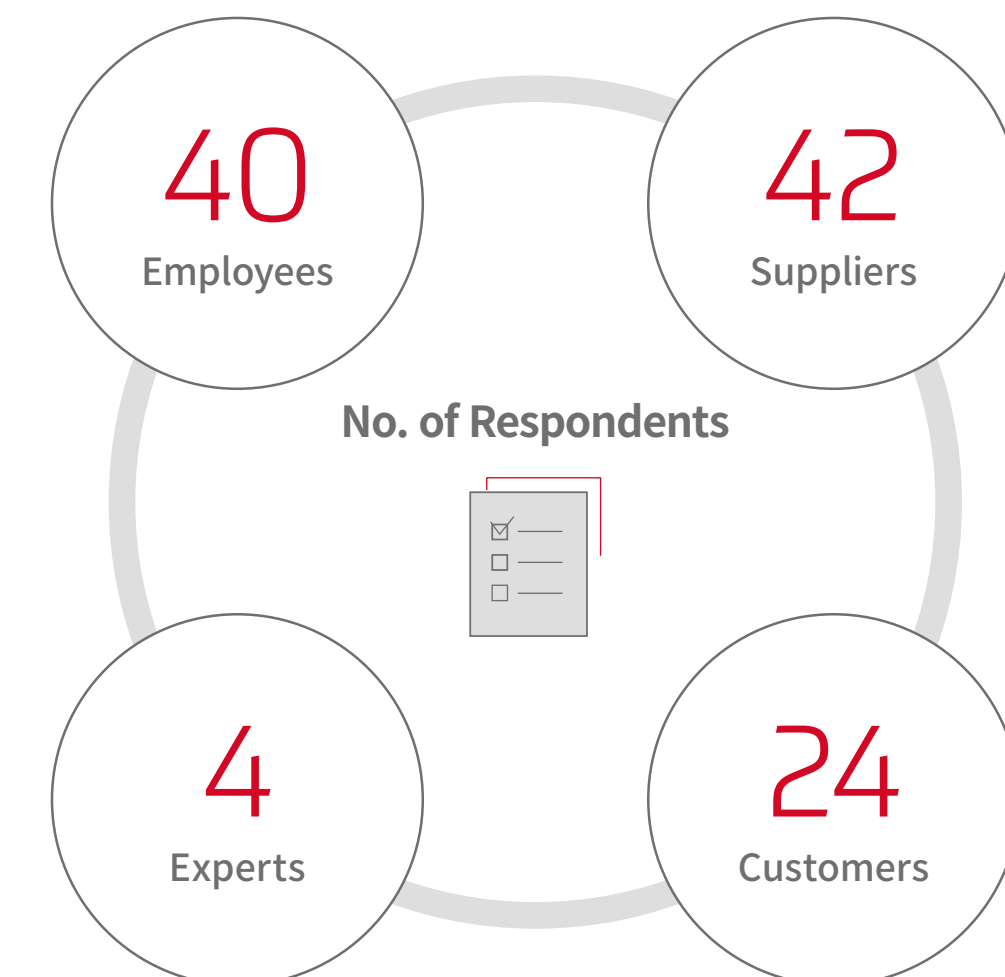 40
Employees
42
Suppliers
No. of Respondents
4
Experts
24
Customers